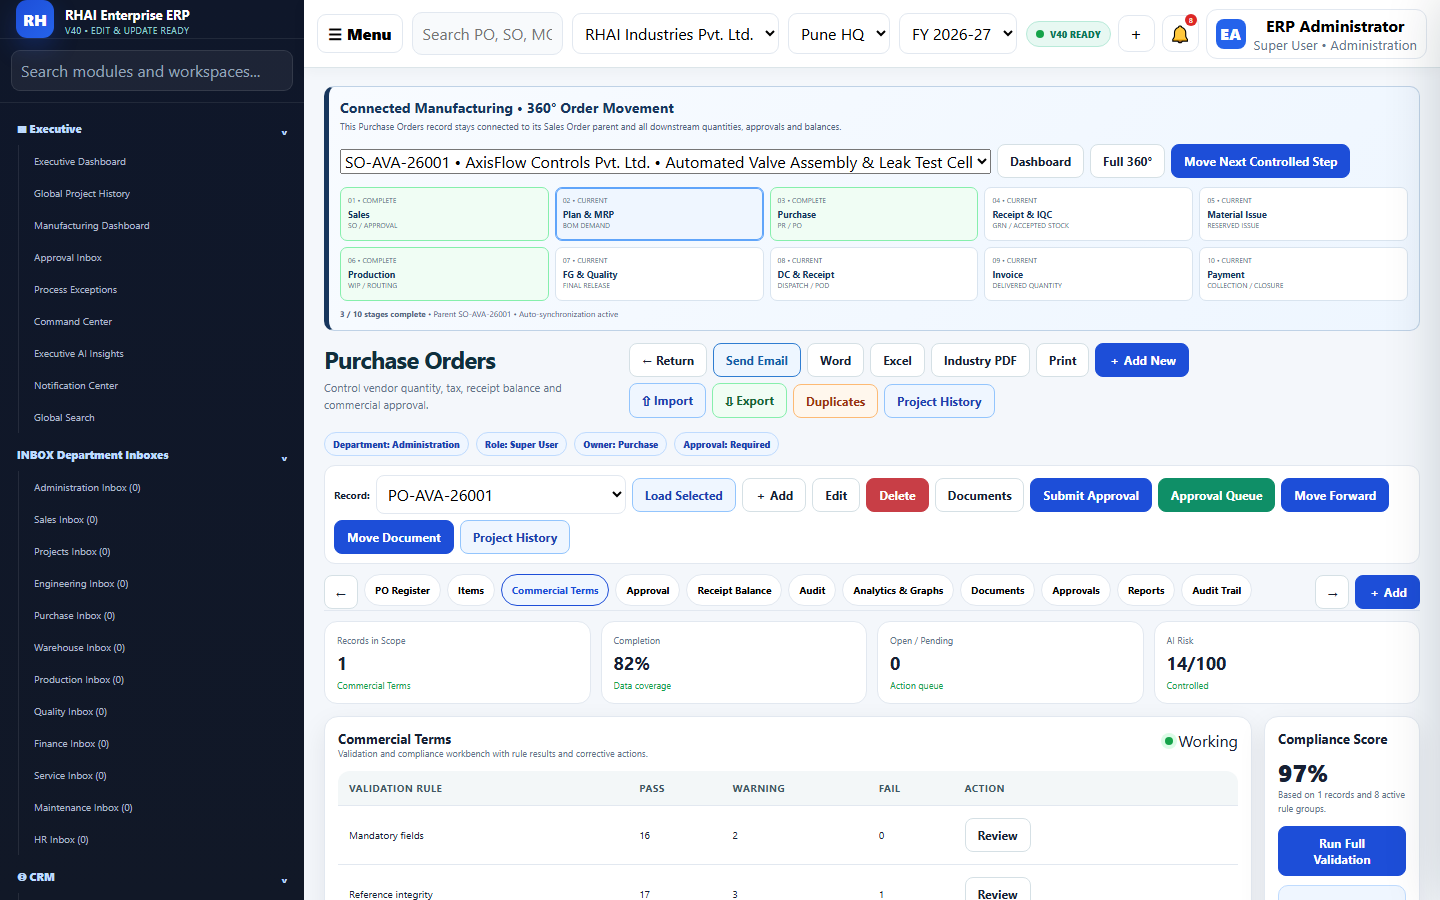 RH
RHAI Enterprise ERP
V40 • EDIT & UPDATE READY
Search modules and workspaces...
Executive
Executive Dashboard
Global Project History
Manufacturing Dashboard
Approval Inbox
Process Exceptions
Command Center
Executive AI Insights
Notification Center
Global Search
INBOX Department Inboxes
Administration Inbox (0)
Sales Inbox (0)
Projects Inbox (0)
Engineering Inbox (0)
Purchase Inbox (0)
Warehouse Inbox (0)
Production Inbox (0)
Quality Inbox (0)
Finance Inbox (0)
Service Inbox (0)
Maintenance Inbox (0)
HR Inbox (0)
CRM
☰ Menu
Search PO, SO, MC
RHAI Industries Pvt. Ltd.
Pune HQ
FY 2026-27
V40 READY
+
8
EA
ERP Administrator
Super User • Administration
Connected Manufacturing • 360° Order Movement
This Purchase Orders record stays connected to its Sales Order parent and all downstream quantities, approvals and balances.
SO-AVA-26001 • AxisFlow Controls Pvt. Ltd. • Automated Valve Assembly & Leak Test Cell
Dashboard
Full 360°
Move Next Controlled Step
01 • COMPLETE
Sales
SO / APPROVAL
02 • CURRENT
Plan & MRP
BOM DEMAND
03 • COMPLETE
Purchase
PR / PO
04 • CURRENT
Receipt & IQC
GRN / ACCEPTED STOCK
05 • CURRENT
Material Issue
RESERVED ISSUE
06 • COMPLETE
Production
WIP / ROUTING
07 • CURRENT
FG & Quality
FINAL RELEASE
08 • CURRENT
DC & Receipt
DISPATCH / POD
09 • CURRENT
Invoice
DELIVERED QUANTITY
10 • CURRENT
Payment
COLLECTION / CLOSURE
3 / 10 stages complete • Parent SO-AVA-26001 • Auto-synchronization active
Purchase Orders
Control vendor quantity, tax, receipt balance and
commercial approval.
← Return
Send Email
Word
Excel
Industry PDF
Print
+ Add New
⇧ Import
⇩ Export
Duplicates
Project History
Department: Administration
Role: Super User
Owner: Purchase
Approval: Required
Record:
PO-AVA-26001
Load Selected
+ Add
Edit
Delete
Documents
Submit Approval
Approval Queue
Move Forward
Move Document
Project History
←
PO Register
Items
Commercial Terms
Approval
Receipt Balance
Audit
Analytics & Graphs
Documents
Approvals
Reports
Audit Trail
→
+ Add
Records in Scope
1
Commercial Terms
Completion
82%
Data coverage
Open / Pending
0
Action queue
AI Risk
14/100
Controlled
Commercial Terms
Validation and compliance workbench with rule results and corrective actions.
Working
VALIDATION RULE PASS WARNING FAIL ACTION
Mandatory fields 16 2 0 Review
Reference integrity 17 3 1 Review
Compliance Score
97%
Based on 1 records and 8 active
rule groups.
Run Full
Validation